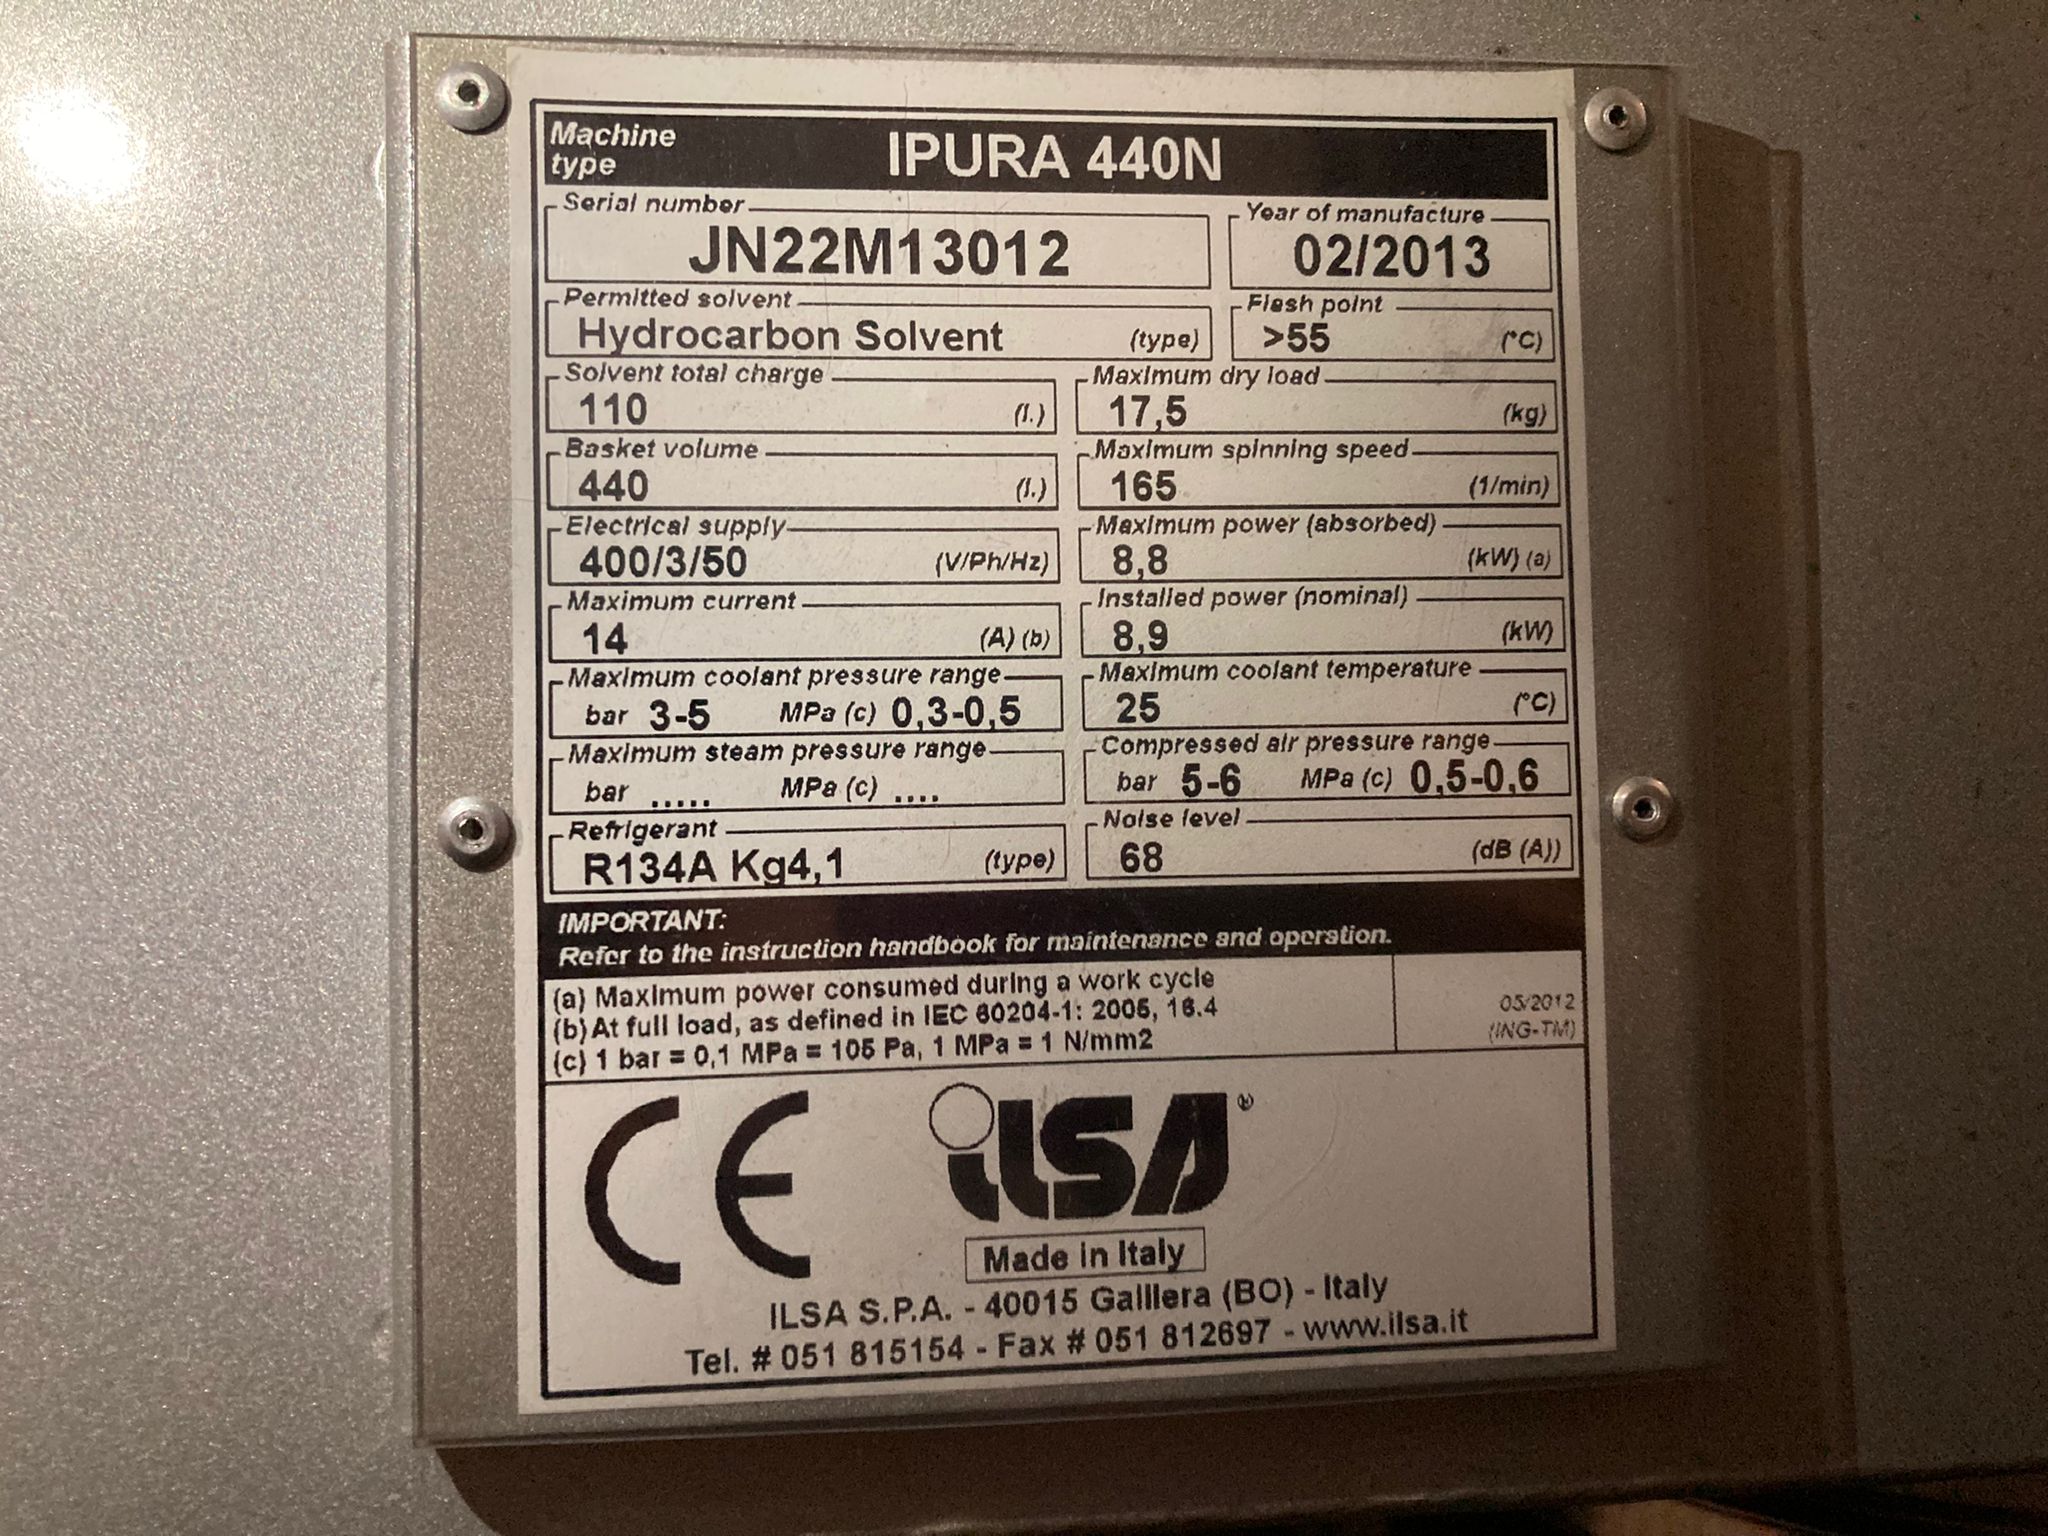 Machine type IPURA 440N
Serial number Year of manufacture
JN22M13012 02/2013
Permitted solvent Flash point
Hydrocarbon Solvent (type) >55 (°C)
Solvent total charge Maximum dry load
110 (l.) 17,5 (kg)
Basket volume Maximum spinning speed
440 (l.) 165 (1/min)
Electrical supply Maximum power (absorbed)
400/3/50 (V/Ph/Hz) 8,8 (kW) (a)
Maximum current Installed power (nominal)
14 (A) (b) 8,9 (kW)
Maximum coolant pressure range Maximum coolant temperature
bar 3-5 MPa (c) 0,3-0,5 25 (°C)
Maximum steam pressure range Compressed air pressure range
bar ..... MPa (c) .... bar 5-6 MPa (c) 0,5-0,6
Refrigerant Noise level
R134A Kg4,1 (type) 68 (dB (A))
IMPORTANT:
Refer to the instruction handbook for maintenance and operation.
(a) Maximum power consumed during a work cycle
(b) At full load, as defined in IEC 60204-1: 2005, 16.4
(c) 1 bar = 0,1 MPa = 105 Pa, 1 MPa = 1 N/mm2
05/2012
(ING-TM)
CE ilsa ®
Made in Italy
ILSA S.P.A. - 40015 Galliera (BO) - Italy
Tel. # 051 815154 - Fax # 051 812697 - www.ilsa.it